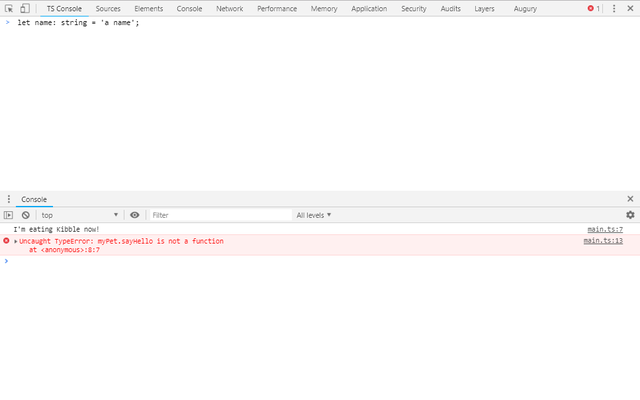 TS Console Sources Elements Console Network Performance Memory Application Security Audits Layers Augury 1
> let name: string = 'a name';
Console
top Filter All levels
I'm eating Kibble now! main.ts:7
Uncaught TypeError: myPet.sayHello is not a function main.ts:13
at <anonymous>:8:7
>